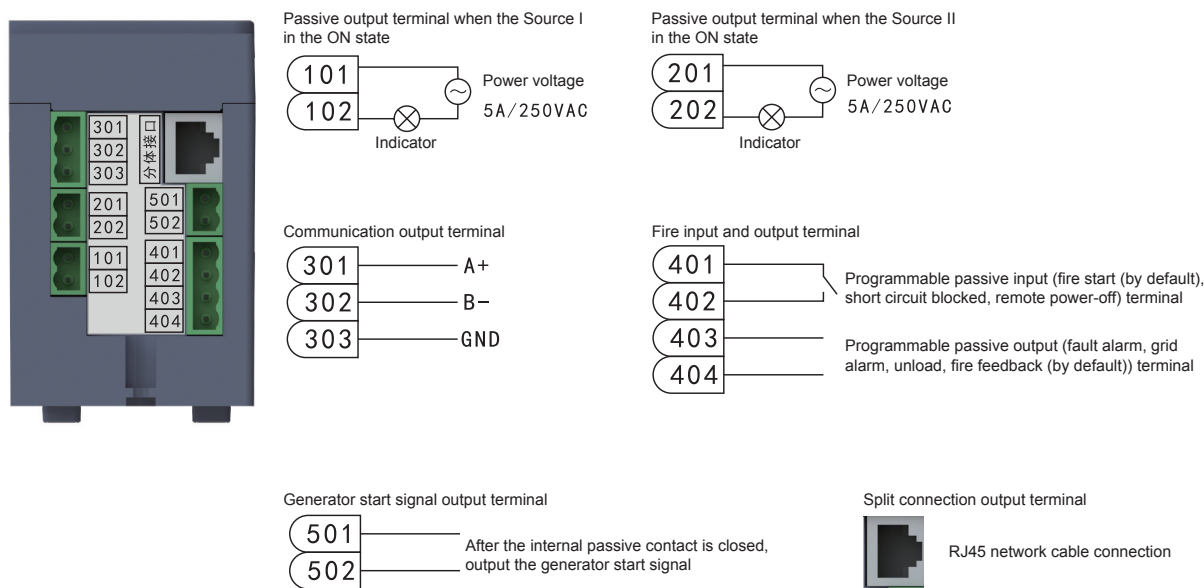 301
302
303
分体接口
201
202
501
502
101
102
401
402
403
404
Passive output terminal when the Source I
in the ON state
101
102
Power voltage
5A/250VAC
Indicator
Passive output terminal when the Source II
in the ON state
201
202
Power voltage
5A/250VAC
Indicator
Communication output terminal
301 A+
302 B-
303 GND
Fire input and output terminal
401
402
Programmable passive input (fire start (by default),
short circuit blocked, remote power-off) terminal
403
404
Programmable passive output (fault alarm, grid
alarm, unload, fire feedback (by default)) terminal
Generator start signal output terminal
501
502
After the internal passive contact is closed,
output the generator start signal
Split connection output terminal
RJ45 network cable connection